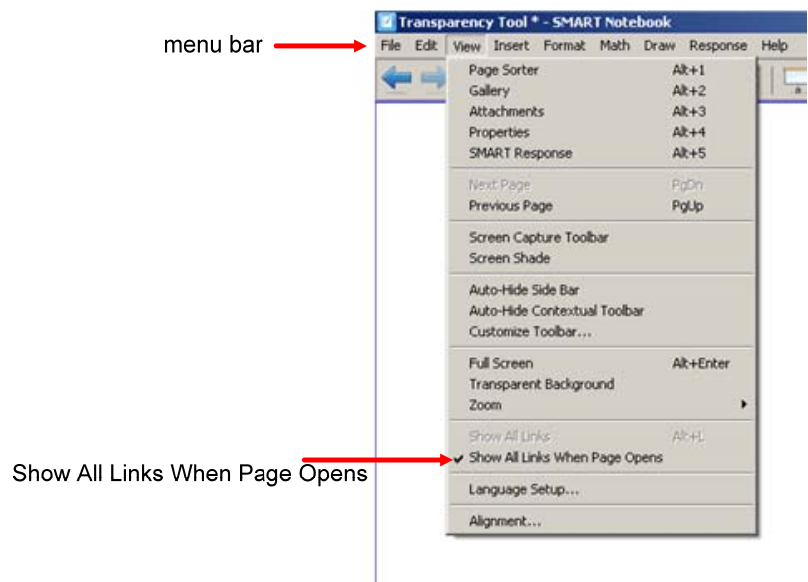 Transparency Tool * - SMART Notebook
menu bar
File Edit View Insert Format Math Draw Response Help
Page Sorter Alt+1
Gallery Alt+2
Attachments Alt+3
Properties Alt+4
SMART Response Alt+5
Next Page PgDn
Previous Page PgUp
Screen Capture Toolbar
Screen Shade
Auto-Hide Side Bar
Auto-Hide Contextual Toolbar
Customize Toolbar...
Full Screen Alt+Enter
Transparent Background
Zoom
Show All Links Alt+L
Show All Links When Page Opens
Show All Links When Page Opens
Language Setup...
Alignment...